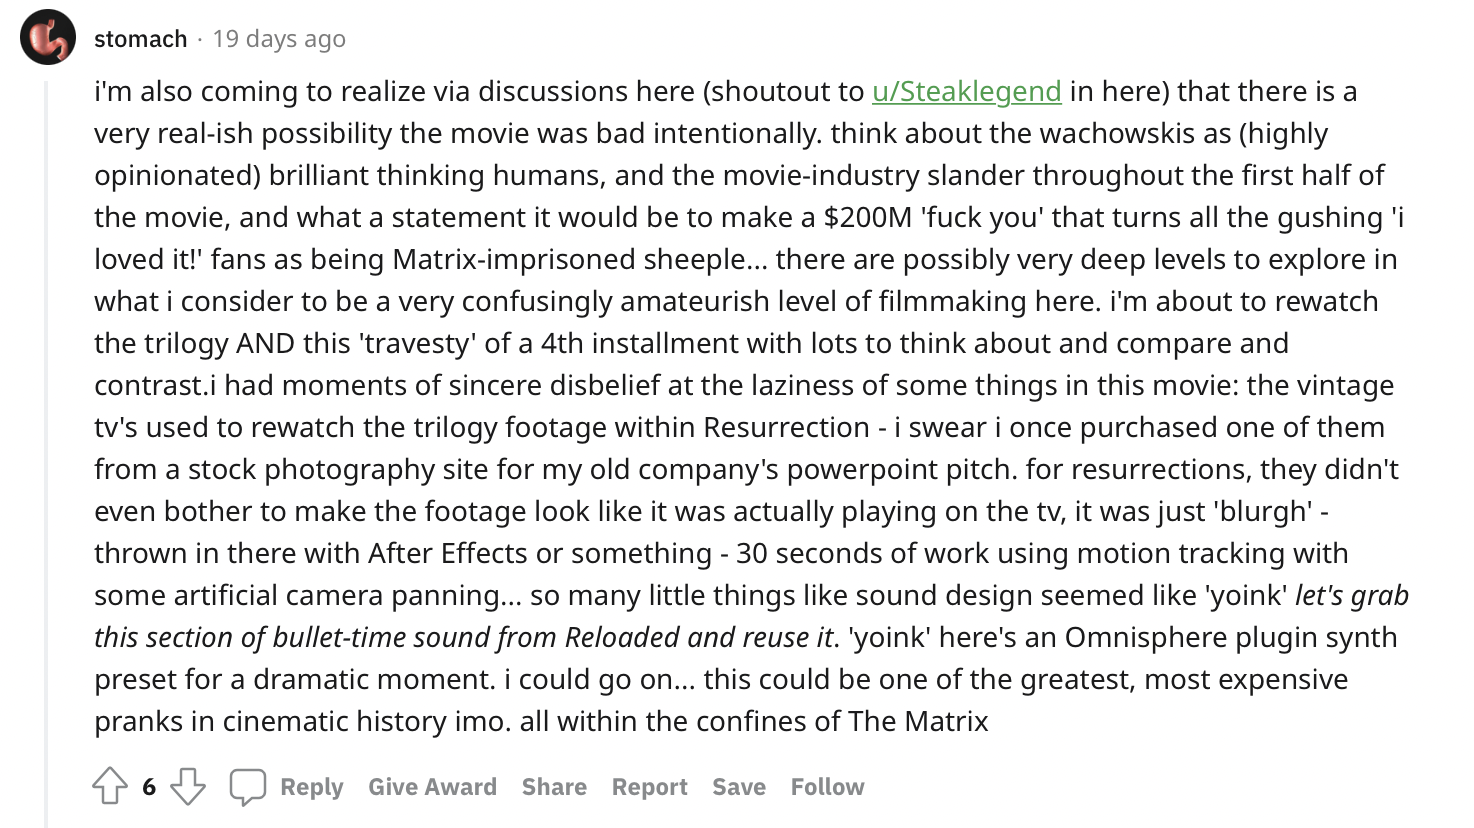 stomach · 19 days ago
i'm also coming to realize via discussions here (shoutout to u/Steaklegend in here) that there is a
very real-ish possibility the movie was bad intentionally. think about the wachowskis as (highly
opinionated) brilliant thinking humans, and the movie-industry slander throughout the first half of
the movie, and what a statement it would be to make a $200M 'fuck you' that turns all the gushing 'i
loved it!' fans as being Matrix-imprisoned sheeple... there are possibly very deep levels to explore in
what i consider to be a very confusingly amateurish level of filmmaking here. i'm about to rewatch
the trilogy AND this 'travesty' of a 4th installment with lots to think about and compare and
contrast.i had moments of sincere disbelief at the laziness of some things in this movie: the vintage
tv's used to rewatch the trilogy footage within Resurrection - i swear i once purchased one of them
from a stock photography site for my old company's powerpoint pitch. for resurrections, they didn't
even bother to make the footage look like it was actually playing on the tv, it was just 'blurgh' -
thrown in there with After Effects or something - 30 seconds of work using motion tracking with
some artificial camera panning... so many little things like sound design seemed like 'yoink' let's grab
this section of bullet-time sound from Reloaded and reuse it. 'yoink' here's an Omnisphere plugin synth
preset for a dramatic moment. i could go on... this could be one of the greatest, most expensive
pranks in cinematic history imo. all within the confines of The Matrix
6 Reply Give Award Share Report Save Follow